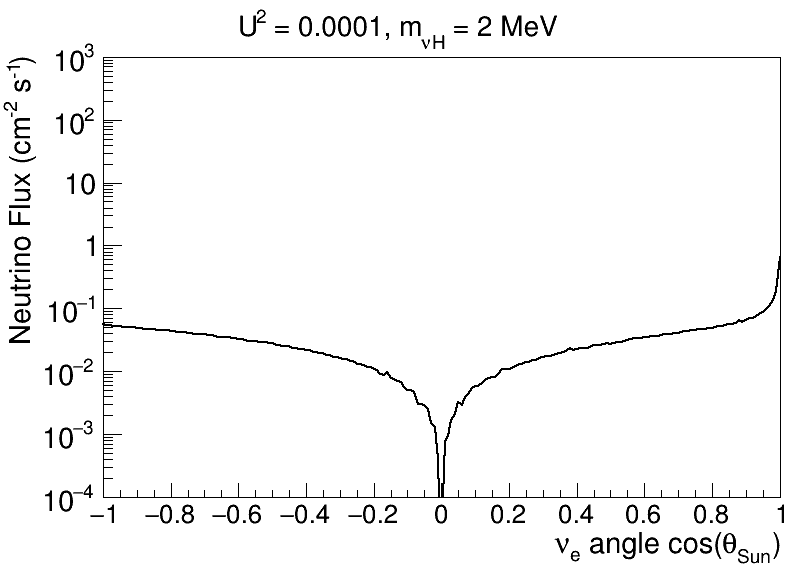 U² = 0.0001, m_νH = 2 MeV
Neutrino Flux (cm⁻² s⁻¹)
10³
10²
10
1
10⁻¹
10⁻²
10⁻³
10⁻⁴
−1 −0.8 −0.6 −0.4 −0.2 0 0.2 0.4 0.6 0.8 1
ν_e angle cos(θ_Sun)